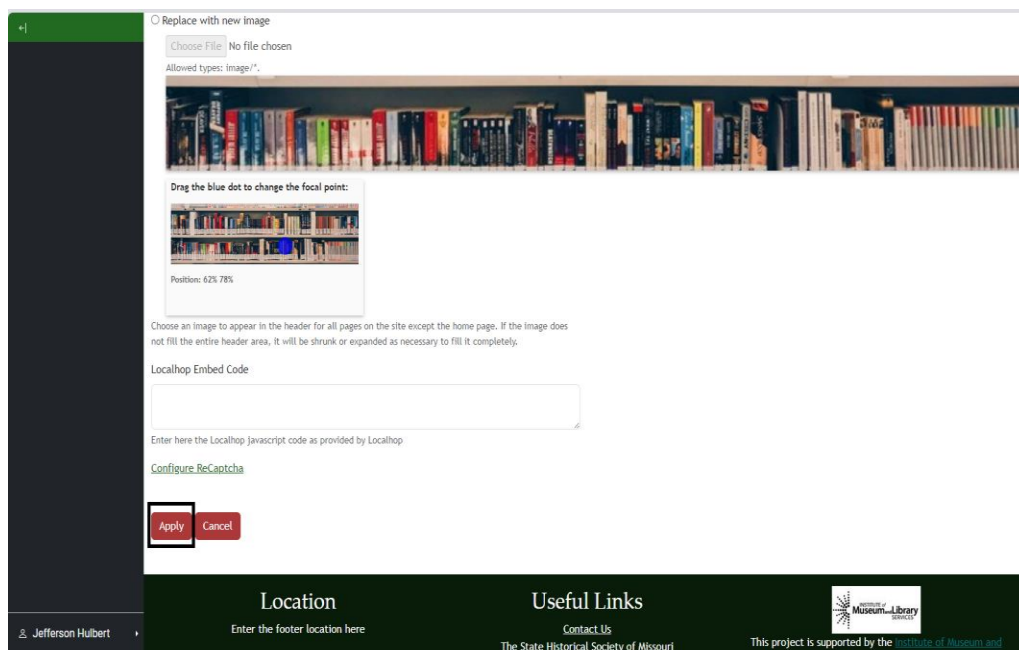 Replace with new image
Choose File No file chosen
Allowed types: image/*.
Drag the blue dot to change the focal point:
Position: 62% 78%
Choose an image to appear in the header for all pages on the site except the home page. If the image does
not fill the entire header area, it will be shrunk or expanded as necessary to fill it completely.
Localhop Embed Code
Enter here the Localhop javascript code as provided by Localhop
Configure ReCaptcha
Apply Cancel
Location
Enter the footer location here
Useful Links
Contact Us
The State Historical Society of Missouri
INSTITUTE of
Museum and Library
SERVICES
This project is supported by the Institute of Museum and
Jefferson Hulbert